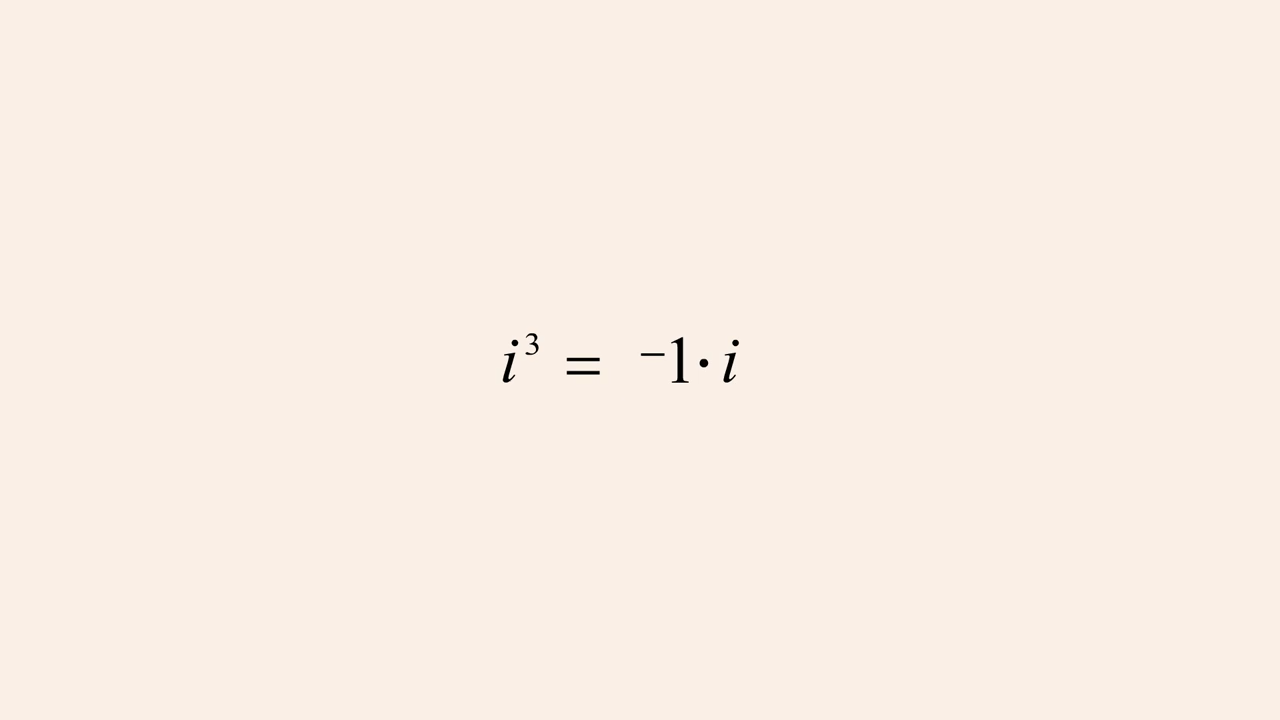 i³ = ⁻1· i